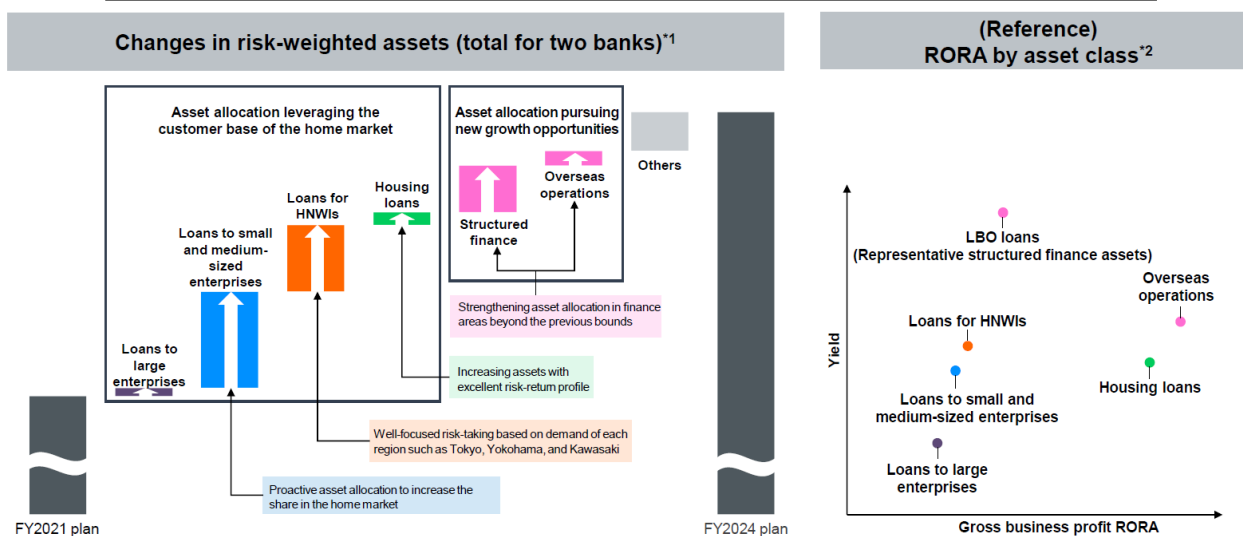 Changes in risk-weighted assets (total for two banks)*1
(Reference)
RORA by asset class*2
Asset allocation leveraging the
customer base of the home market
Asset allocation pursuing
new growth opportunities
Others
Housing
loans
Overseas
operations
Loans for
HNWIs
Structured
finance
Loans to small
and medium-
sized
enterprises
Loans to
large
enterprises
Strengthening asset allocation in finance
areas beyond the previous bounds
Increasing assets with
excellent risk-return profile
Well-focused risk-taking based on demand of each
region such as Tokyo, Yokohama, and Kawasaki
Proactive asset allocation to increase the
share in the home market
FY2021 plan
FY2024 plan
Yield
LBO loans
(Representative structured finance assets)
Overseas
operations
Loans for HNWIs
Housing loans
Loans to small and
medium-sized enterprises
Loans to large
enterprises
Gross business profit RORA